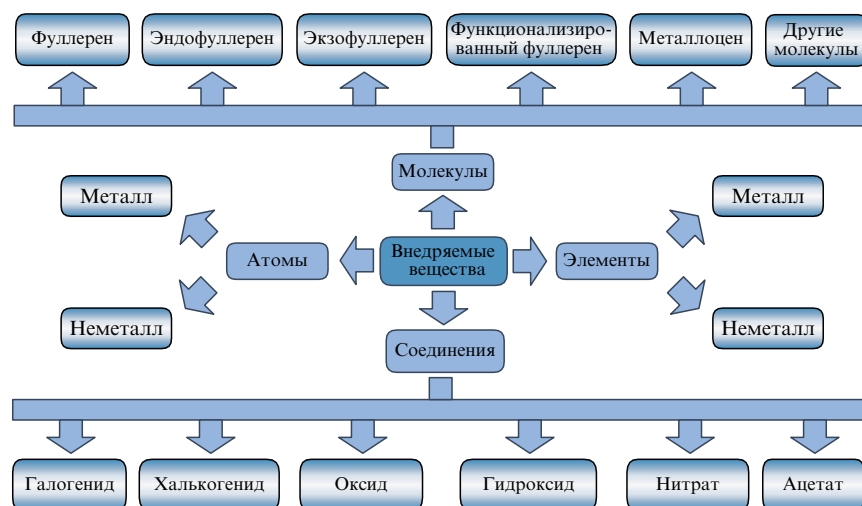 Фуллерен
Эндофуллерен
Экзофуллерен
Функционализиро-
ванный фуллерен
Металлоцен
Другие
молекулы
Молекулы
Металл
Металл
Атомы
Внедряемые
вещества
Элементы
Неметалл
Неметалл
Соединения
Галогенид
Халькогенид
Оксид
Гидроксид
Нитрат
Ацетат